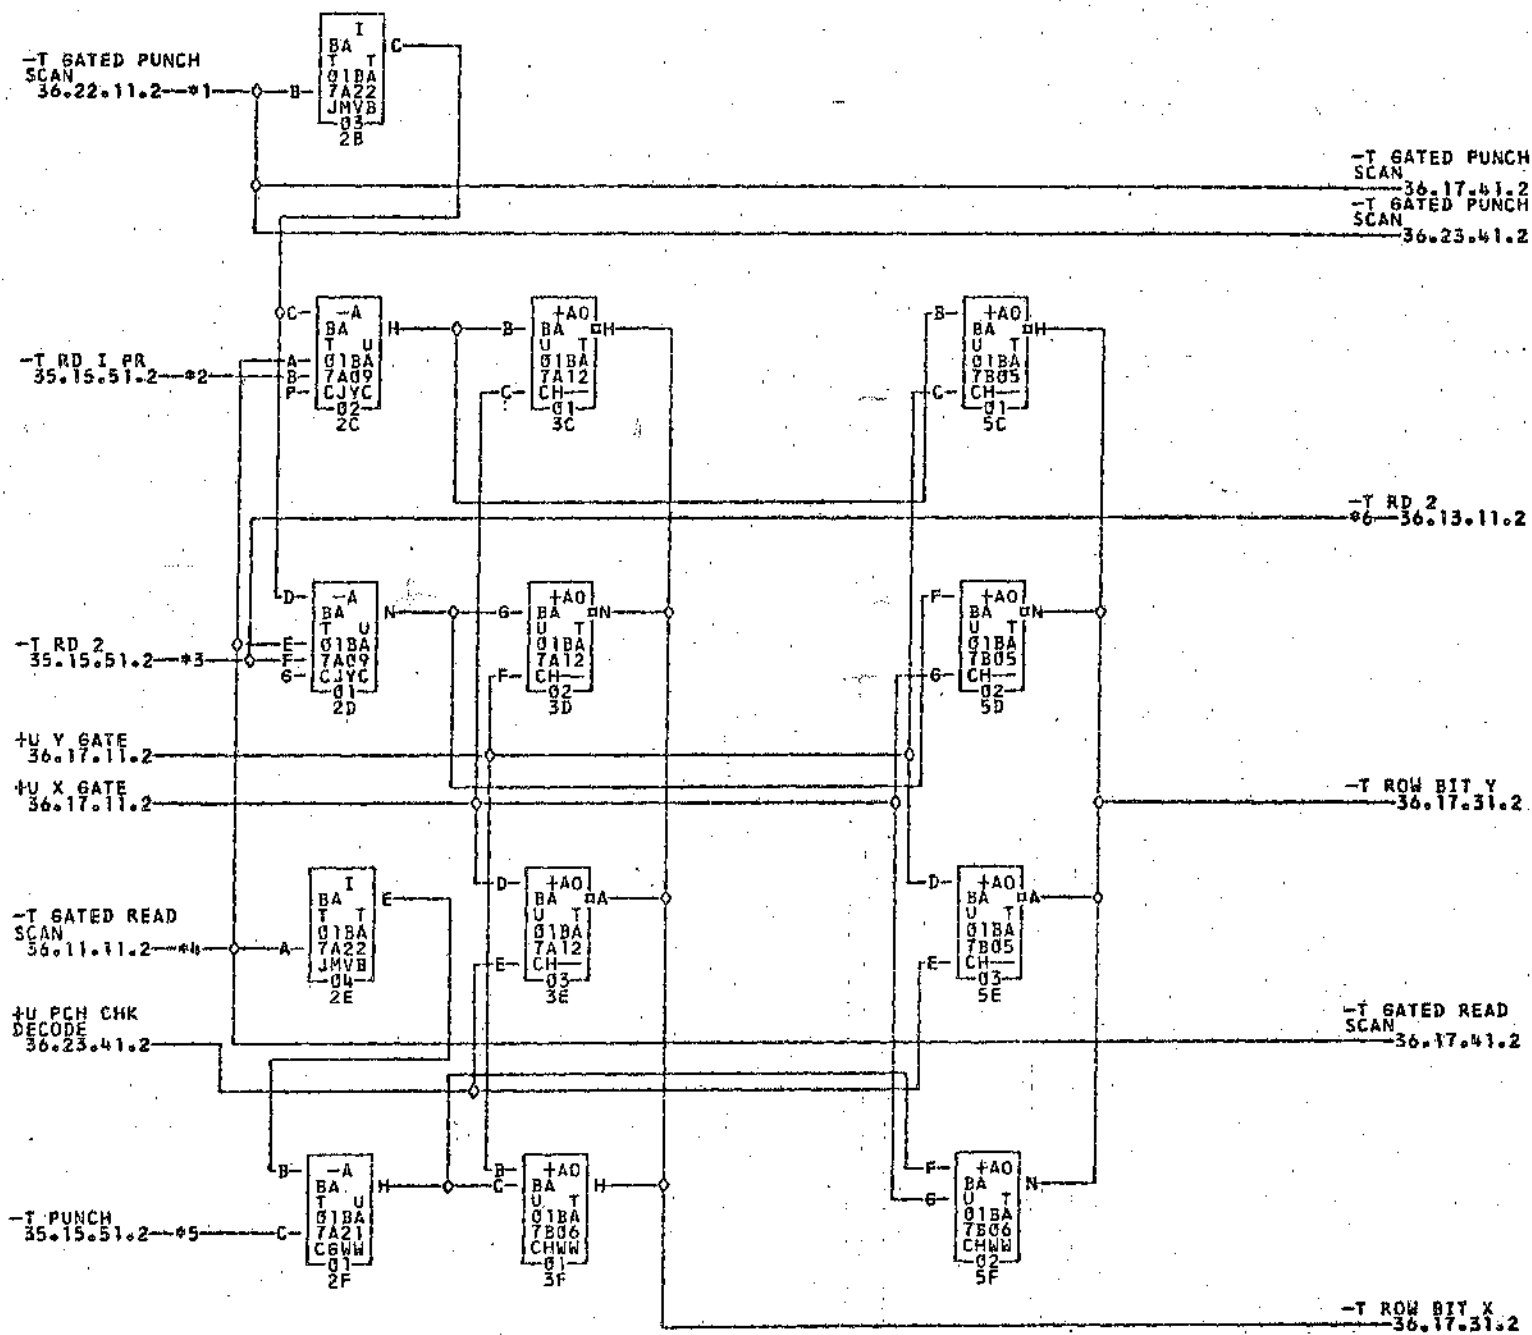 I
BA C
T T
-T GATED PUNCH
SCAN
36.22.11.2 *1 B
01BA
7A22
JMVB
03
2B
-T GATED PUNCH
SCAN
36.17.41.2
-T GATED PUNCH
SCAN
36.23.41.2
C -A
BA H
T U
A 01BA
-T RD I PR
35.15.51.2 *2 B 7A09
P CJYC
02
2C
+AO
B BA H
U T
01BA
7A12
C CH
01
3C
B +AO
BA H
U T
01BA
7B05
C CH
01
5C
-T RD 2
*6 36.13.11.2
D -A
BA N
T U
E 01BA
-T RD 2
35.15.51.2 *3 F 7A09
G CJYC
01
2D
+AO
G BA N
U T
01BA
7A12
F CH
02
3D
F +AO
BA N
U T
01BA
7B05
G CH
02
5D
+U Y GATE
36.17.11.2
+U X GATE
36.17.11.2
-T ROW BIT Y
36.17.31.2
I
BA E
T T
01BA
-T GATED READ
SCAN
36.11.11.2 *4 A 7A22
JMVB
04
2E
D +AO
BA A
U T
01BA
7A12
E CH
03
3E
D +AO
BA A
U T
01BA
7B05
E CH
03
5E
+U PCH CHK
DECODE
36.23.41.2
-T GATED READ
SCAN
36.17.41.2
B -A
BA H
T U
01BA
-T PUNCH
35.15.51.2 *5 C 7A21
CGWW
01
2F
B +AO
C BA H
U T
01BA
7B06
CHWW
01
3F
F +AO
BA N
G U T
01BA
7B06
CHWW
02
5F
-T ROW BIT X
36.17.31.2